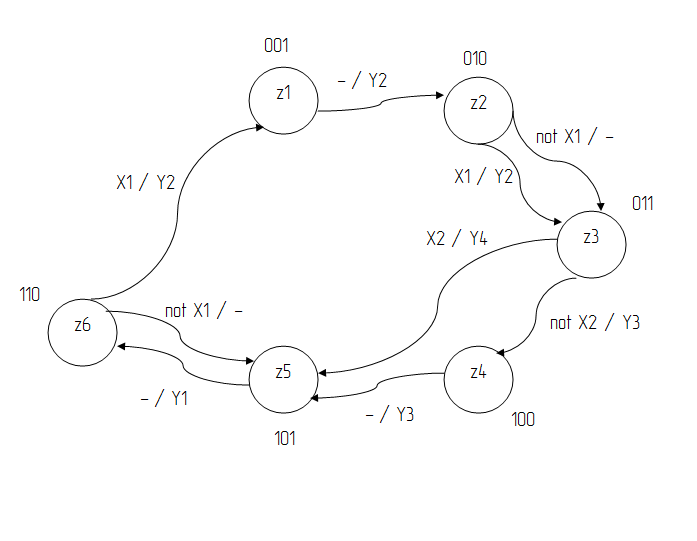 001
010
z1
– / Y2
z2
not X1 / –
X1 / Y2
X1 / Y2
011
z3
X2 / Y4
110
z6
not X1 / –
not X2 / Y3
z5
z4
– / Y1
– / Y3
100
101